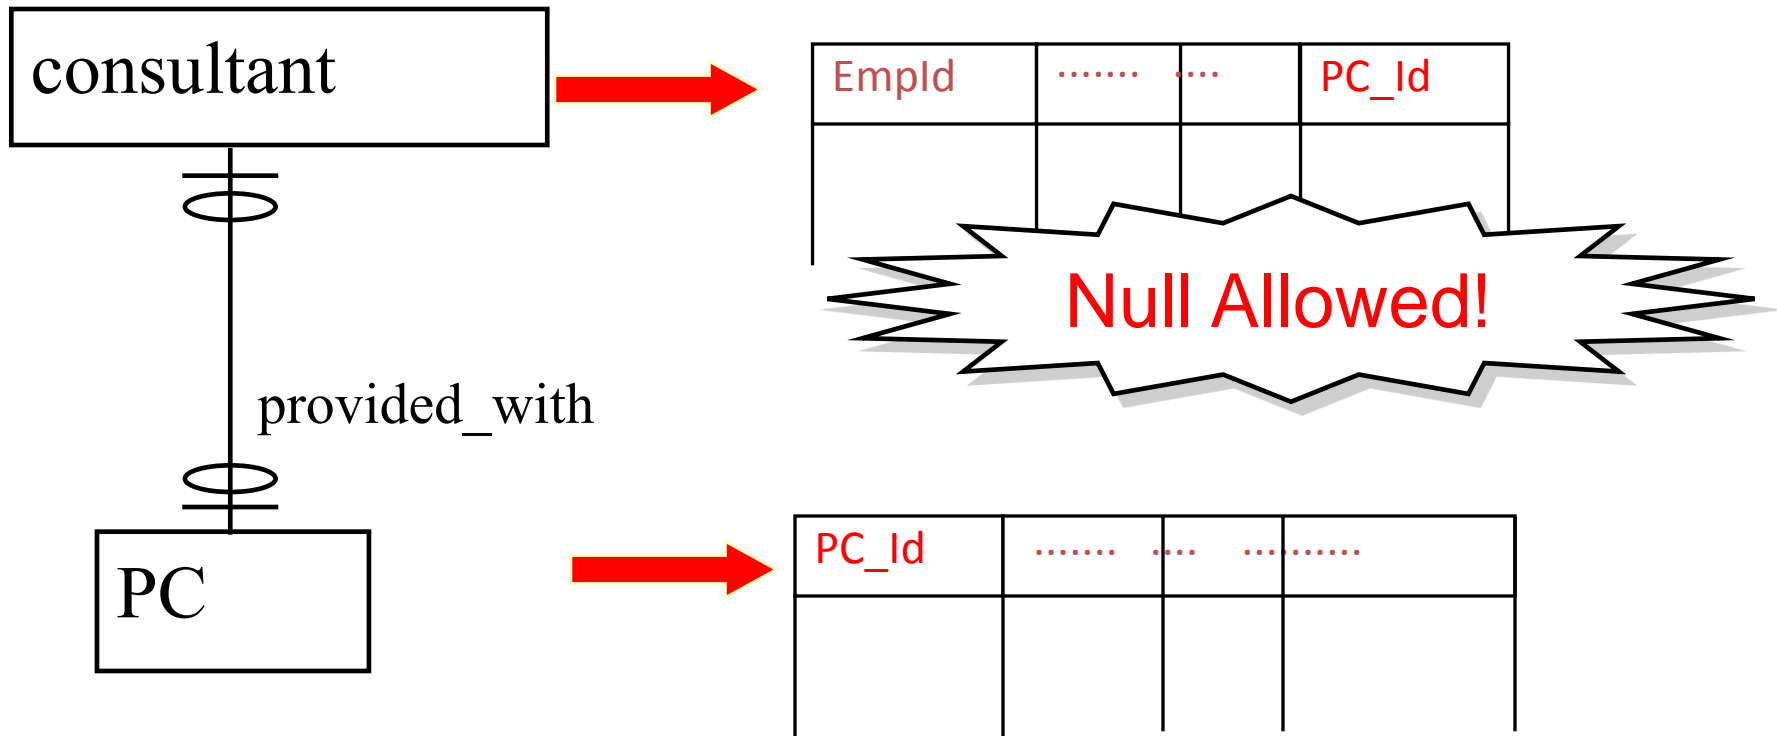 consultant
EmpId ....... .... PC_Id
Null Allowed!
provided_with
PC
PC_Id ....... .... ..........